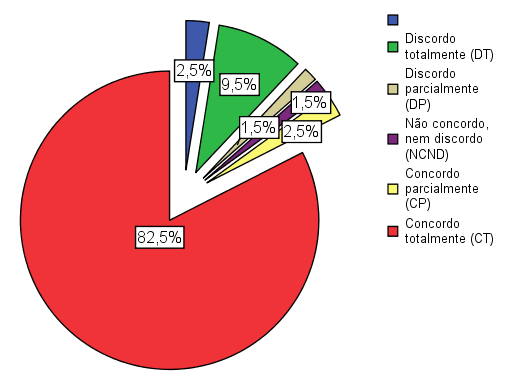 2,5%
9,5%
1,5%
1,5%
2,5%
82,5%
Discordo
totalmente (DT)
Discordo
parcialmente
(DP)
Não concordo,
nem discordo
(NCND)
Concordo
parcialmente
(CP)
Concordo
totalmente (CT)